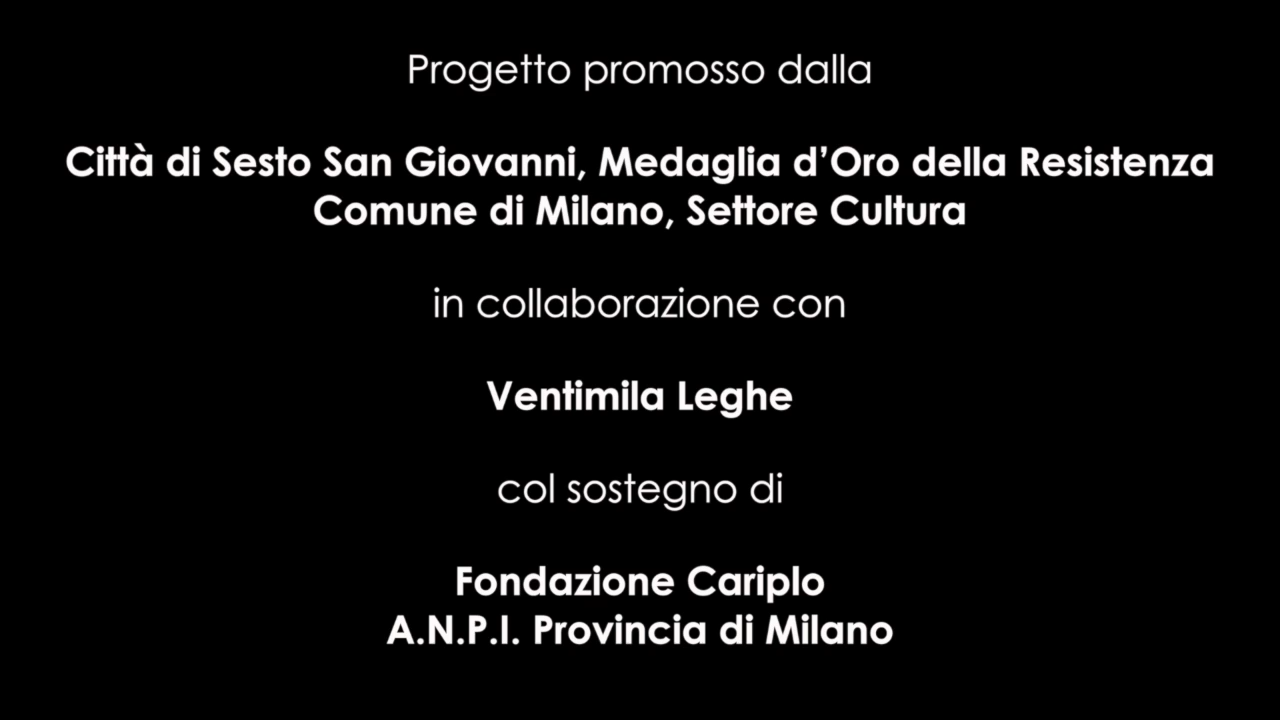 Progetto promosso dalla
Città di Sesto San Giovanni, Medaglia d’Oro della Resistenza
Comune di Milano, Settore Cultura
in collaborazione con
Ventimila Leghe
col sostegno di
Fondazione Cariplo
A.N.P.I. Provincia di Milano